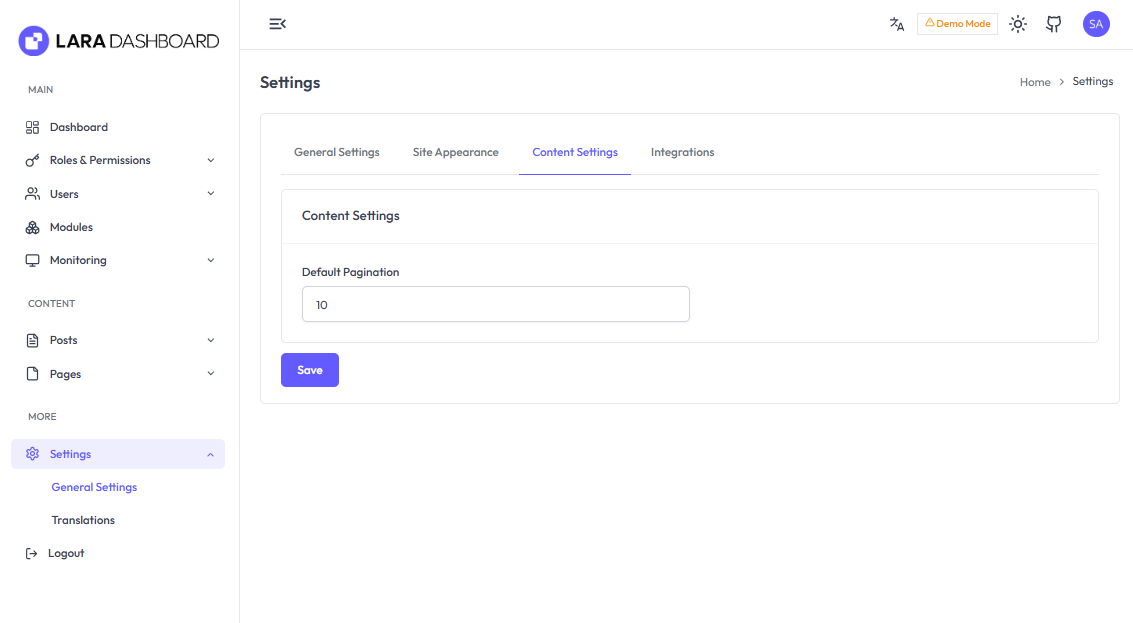 LARA DASHBOARD
MAIN
Dashboard
Roles & Permissions
Users
Modules
Monitoring
CONTENT
Posts
Pages
MORE
Settings
General Settings
Translations
Logout
Demo Mode
SA
Settings
Home > Settings
General Settings
Site Appearance
Content Settings
Integrations
Content Settings
Default Pagination
10
Save